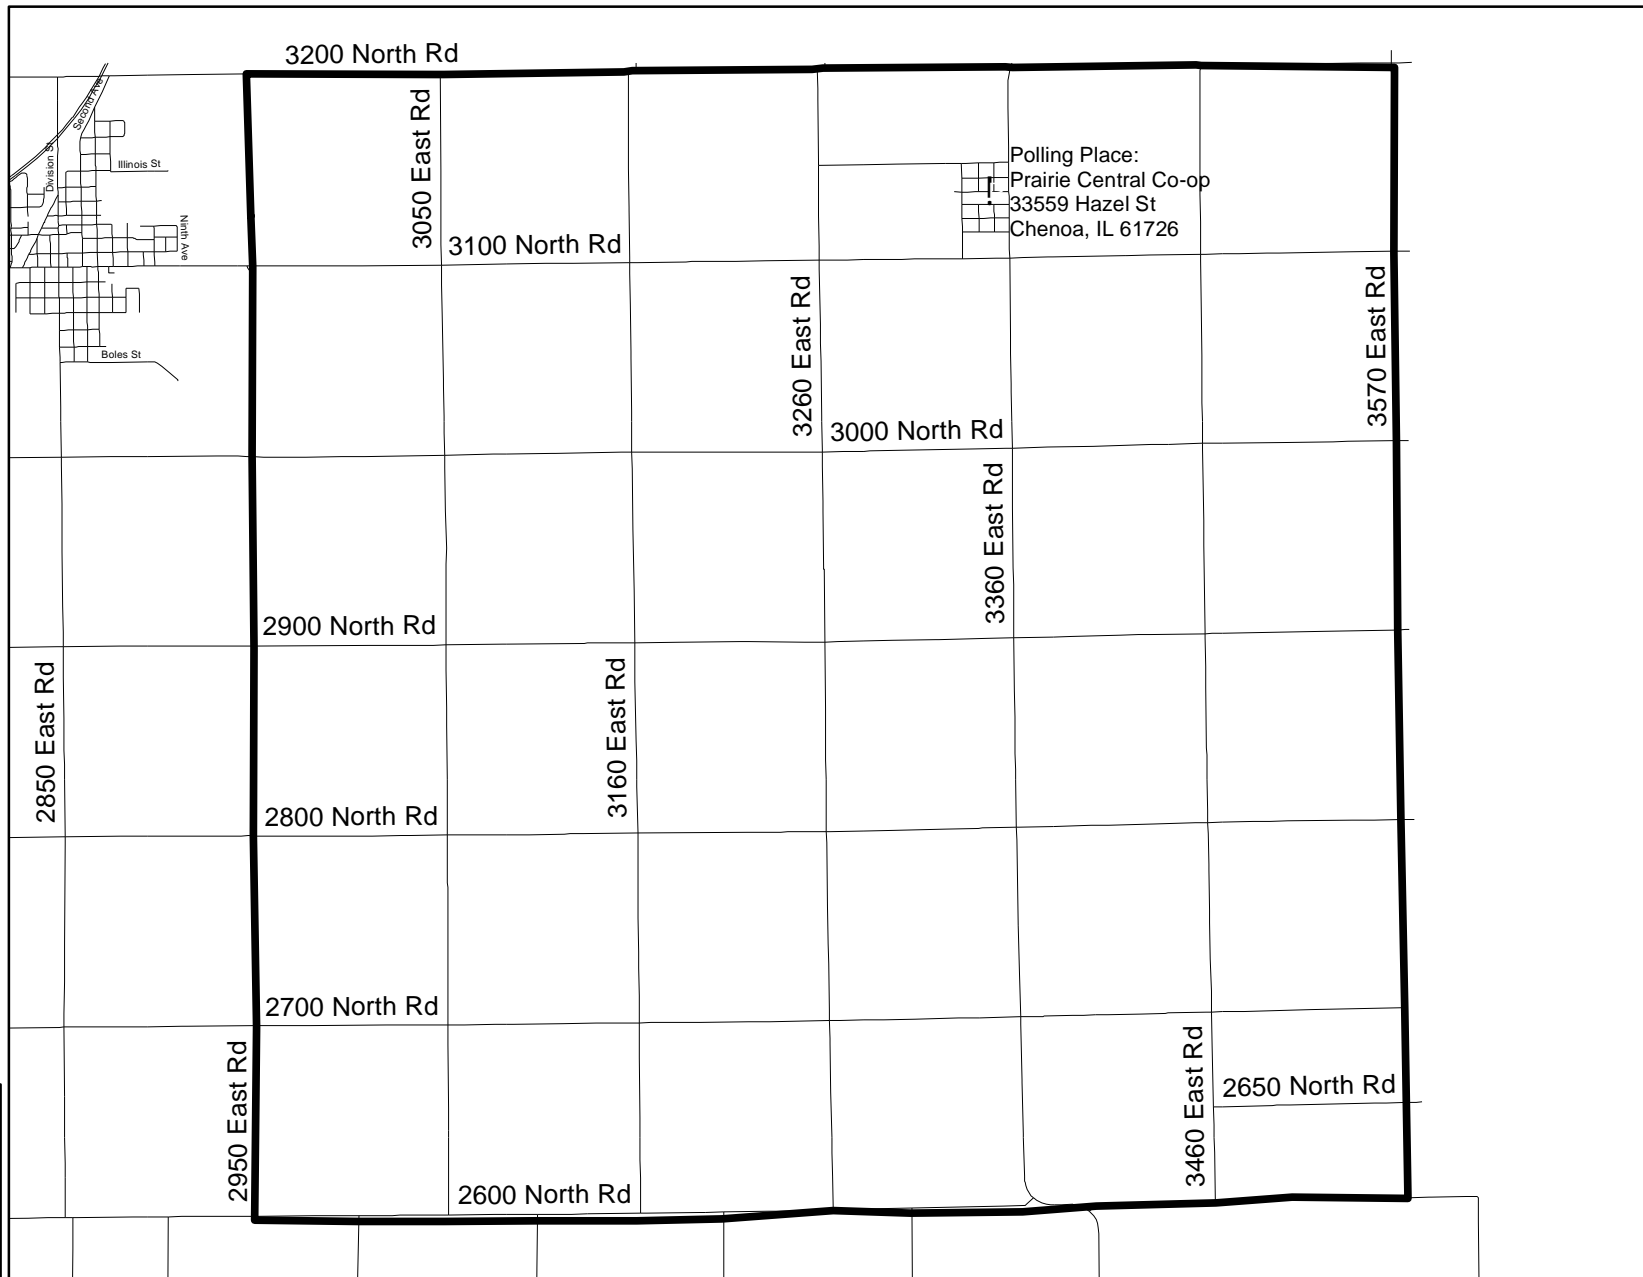 3200 North Rd
Second Ave
3050 East Rd
Division St
Illinois St
Polling Place:
Prairie Central Co-op
33559 Hazel St
Chenoa, IL 61726
Ninth Ave
3100 North Rd
3260 East Rd
3570 East Rd
Boles St
3000 North Rd
3360 East Rd
2900 North Rd
2850 East Rd
3160 East Rd
2800 North Rd
2700 North Rd
2950 East Rd
3460 East Rd
2650 North Rd
2600 North Rd